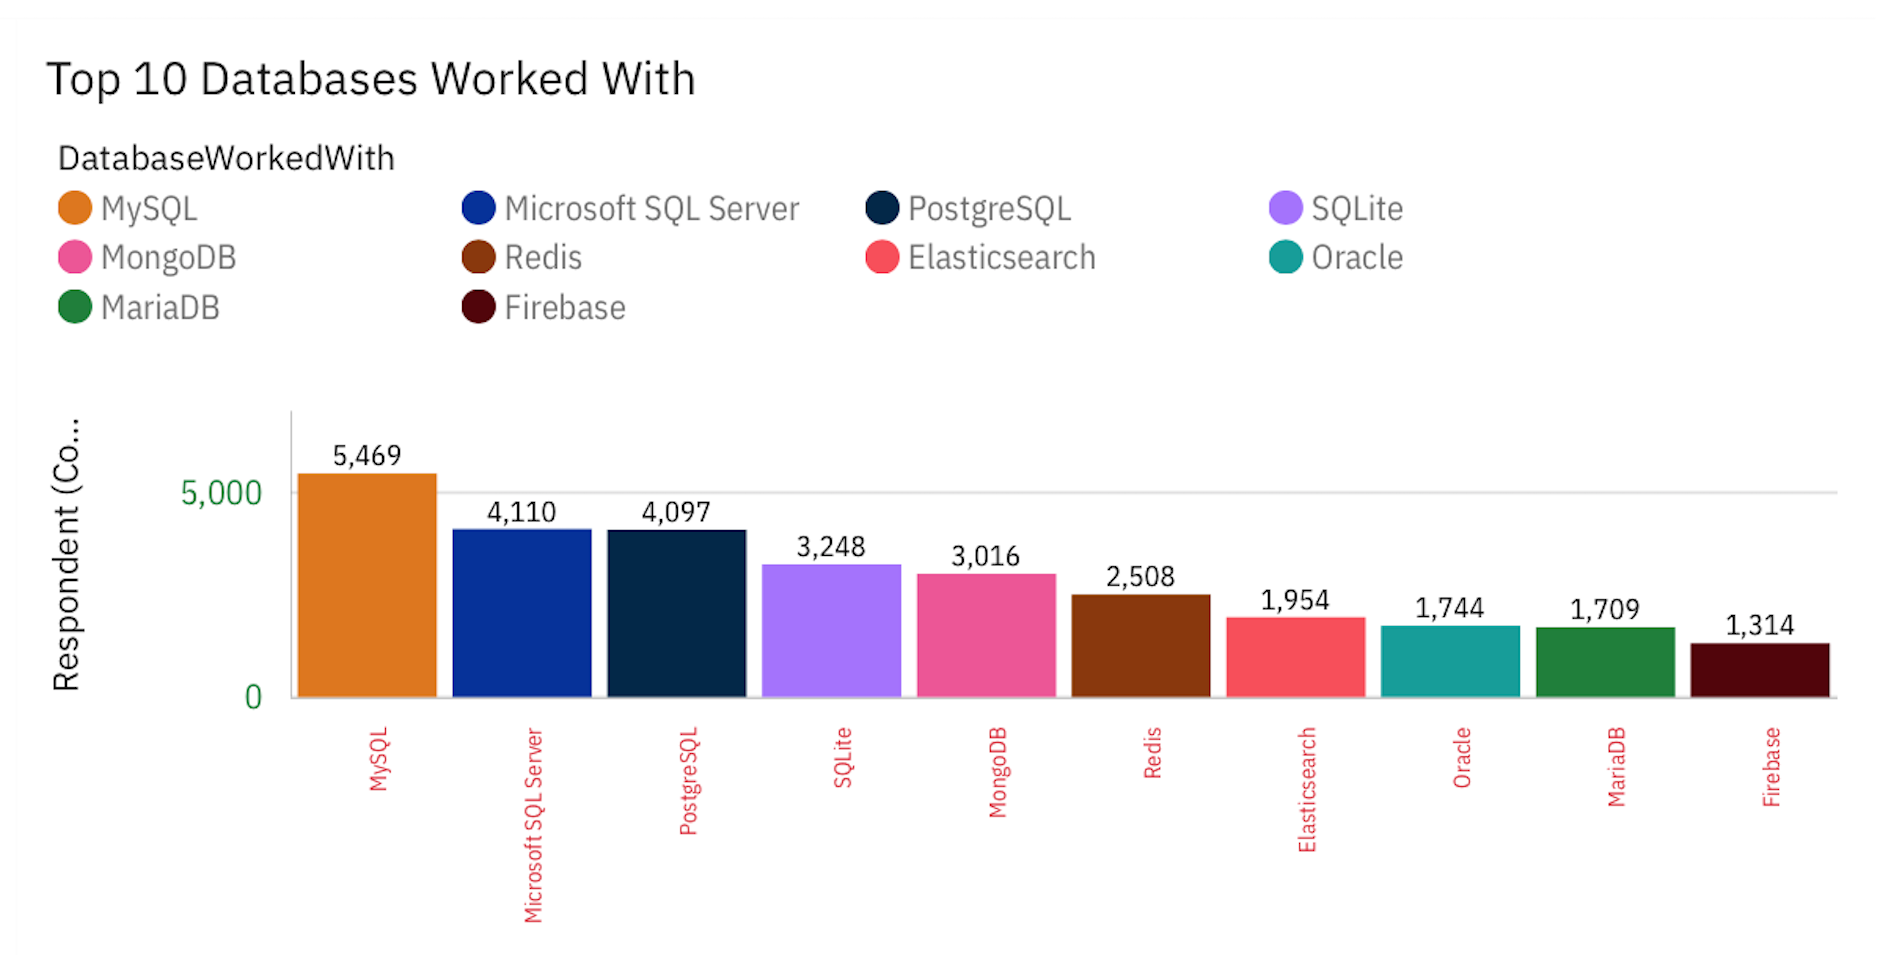 Top 10 Databases Worked With
DatabaseWorkedWith
MySQL Microsoft SQL Server PostgreSQL SQLite
MongoDB Redis Elasticsearch Oracle
MariaDB Firebase
Respondent (Co...
5,000
0
5,469
4,110
4,097
3,248
3,016
2,508
1,954
1,744
1,709
1,314
MySQL
Microsoft SQL Server
PostgreSQL
SQLite
MongoDB
Redis
Elasticsearch
Oracle
MariaDB
Firebase